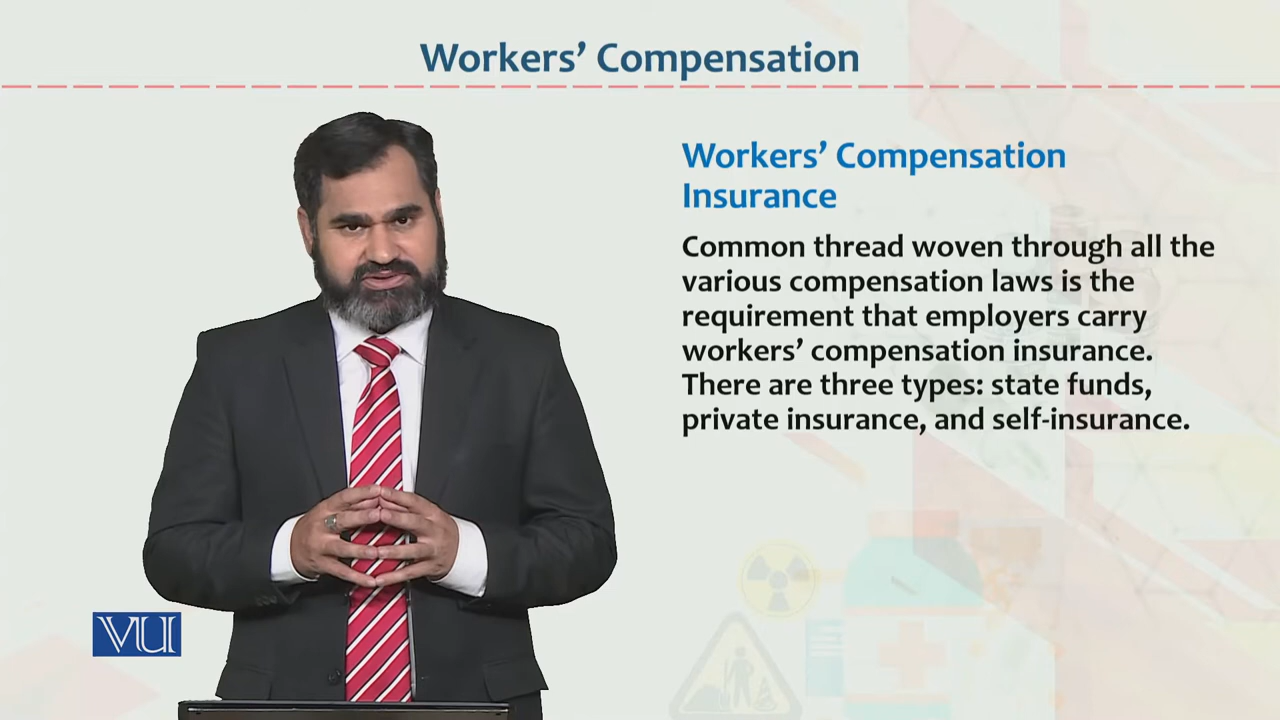 Workers’ Compensation
Workers’ Compensation
Insurance
Common thread woven through all the
various compensation laws is the
requirement that employers carry
workers’ compensation insurance.
There are three types: state funds,
private insurance, and self-insurance.
VU